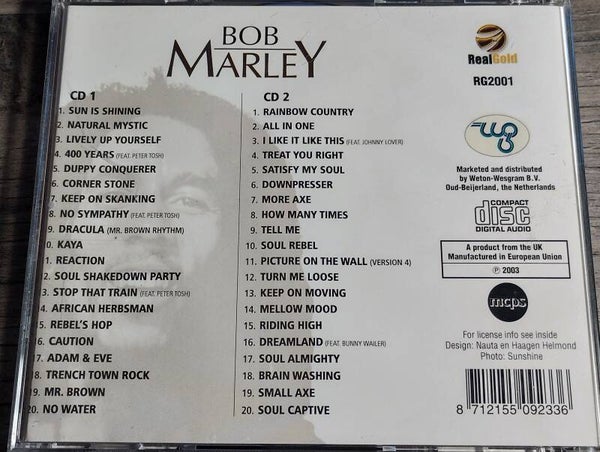 BOB
MARLEY
CD 1
1. SUN IS SHINING
2. NATURAL MYSTIC
3. LIVELY UP YOURSELF
4. 400 YEARS (FEAT. PETER TOSH)
5. DUPPY CONQUERER
6. CORNER STONE
7. KEEP ON SKANKING
8. NO SYMPATHY (FEAT. PETER TOSH)
9. DRACULA (MR. BROWN RHYTHM)
10. KAYA
11. REACTION
12. SOUL SHAKEDOWN PARTY
13. STOP THAT TRAIN (FEAT. PETER TOSH)
14. AFRICAN HERBSMAN
15. REBEL'S HOP
16. CAUTION
17. ADAM & EVE
18. TRENCH TOWN ROCK
19. MR. BROWN
20. NO WATER
CD 2
1. RAINBOW COUNTRY
2. ALL IN ONE
3. I LIKE IT LIKE THIS (FEAT. JOHNNY LOVER)
4. TREAT YOU RIGHT
5. SATISFY MY SOUL
6. DOWNPRESSER
7. MORE AXE
8. HOW MANY TIMES
9. TELL ME
10. SOUL REBEL
11. PICTURE ON THE WALL (VERSION 4)
12. TURN ME LOOSE
13. KEEP ON MOVING
14. MELLOW MOOD
15. RIDING HIGH
16. DREAMLAND (FEAT. BUNNY WAILER)
17. SOUL ALMIGHTY
18. BRAIN WASHING
19. SMALL AXE
20. SOUL CAPTIVE
RealGold
RG2001
wg
Marketed and distributed
by Weton-Wesgram B.V.
Oud-Beijerland, the Netherlands
COMPACT
disc
DIGITAL AUDIO
A product from the UK
Manufactured in European Union
℗ 2003
mcps
For license info see inside
Design: Nauta en Haagen Helmond
Photo: Sunshine
8 712155 092336